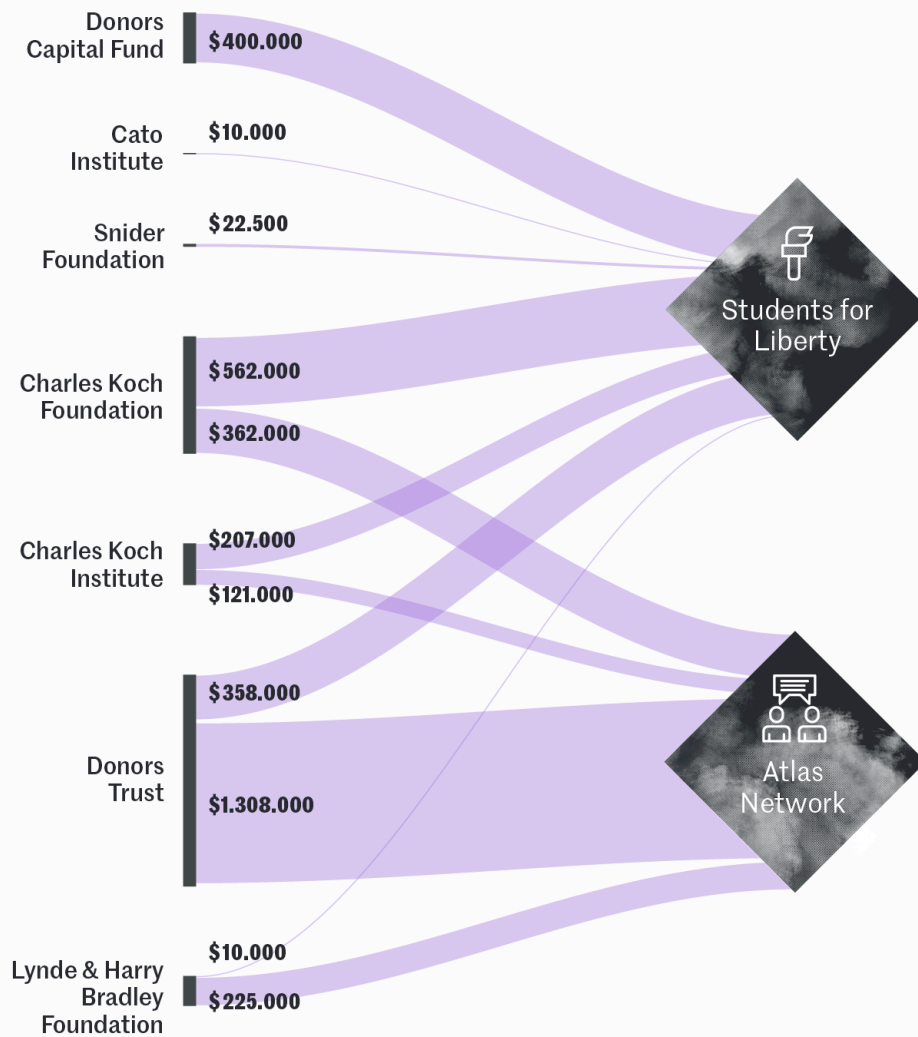 Donors
Capital Fund
$400.000
Cato
Institute
$10.000
Snider
Foundation
$22.500
Students for
Liberty
Charles Koch
Foundation
$562.000
$362.000
Charles Koch
Institute
$207.000
$121.000
Donors
Trust
$358.000
$1.308.000
Atlas
Network
Lynde & Harry
Bradley
Foundation
$10.000
$225.000